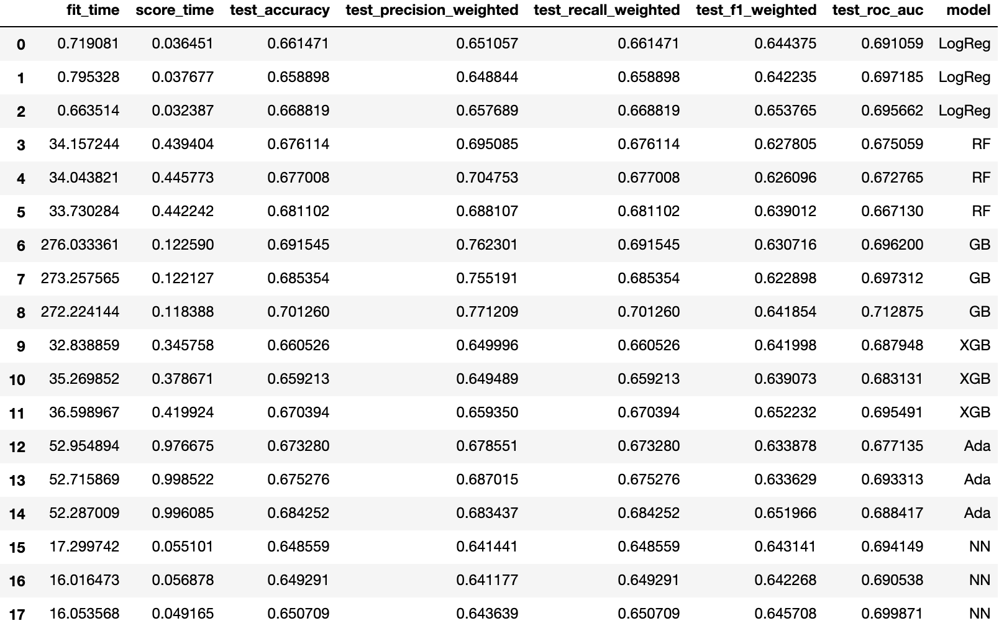 fit_time score_time test_accuracy test_precision_weighted test_recall_weighted test_f1_weighted test_roc_auc model
0 0.719081 0.036451 0.661471 0.651057 0.661471 0.644375 0.691059 LogReg
1 0.795328 0.037677 0.658898 0.648844 0.658898 0.642235 0.697185 LogReg
2 0.663514 0.032387 0.668819 0.657689 0.668819 0.653765 0.695662 LogReg
3 34.157244 0.439404 0.676114 0.695085 0.676114 0.627805 0.675059 RF
4 34.043821 0.445773 0.677008 0.704753 0.677008 0.626096 0.672765 RF
5 33.730284 0.442242 0.681102 0.688107 0.681102 0.639012 0.667130 RF
6 276.033361 0.122590 0.691545 0.762301 0.691545 0.630716 0.696200 GB
7 273.257565 0.122127 0.685354 0.755191 0.685354 0.622898 0.697312 GB
8 272.224144 0.118388 0.701260 0.771209 0.701260 0.641854 0.712875 GB
9 32.838859 0.345758 0.660526 0.649996 0.660526 0.641998 0.687948 XGB
10 35.269852 0.378671 0.659213 0.649489 0.659213 0.639073 0.683131 XGB
11 36.598967 0.419924 0.670394 0.659350 0.670394 0.652232 0.695491 XGB
12 52.954894 0.976675 0.673280 0.678551 0.673280 0.633878 0.677135 Ada
13 52.715869 0.998522 0.675276 0.687015 0.675276 0.633629 0.693313 Ada
14 52.287009 0.996085 0.684252 0.683437 0.684252 0.651966 0.688417 Ada
15 17.299742 0.055101 0.648559 0.641441 0.648559 0.643141 0.694149 NN
16 16.016473 0.056878 0.649291 0.641177 0.649291 0.642268 0.690538 NN
17 16.053568 0.049165 0.650709 0.643639 0.650709 0.645708 0.699871 NN